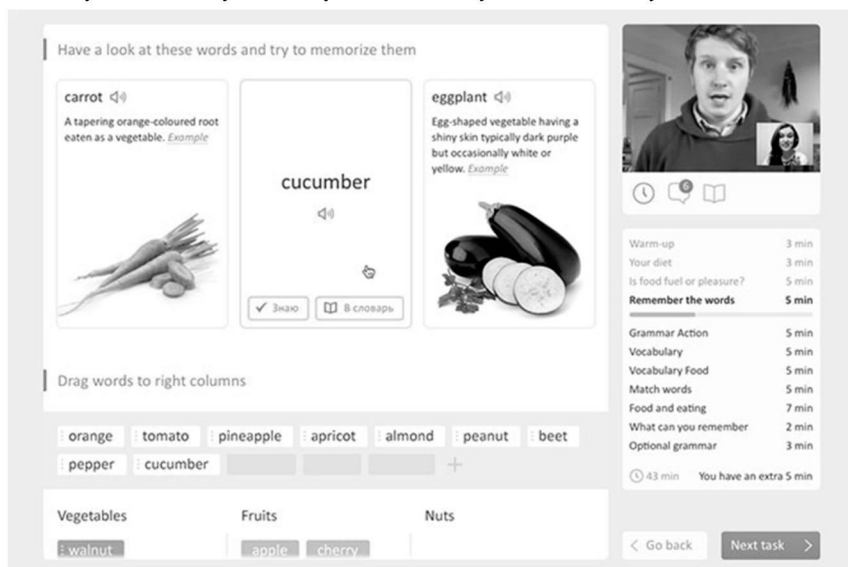 Have a look at these words and try to memorize them
carrot
A tapering orange-coloured root
eaten as a vegetable. Example
cucumber
Знаю
В словарь
eggplant
Egg-shaped vegetable having a
shiny skin typically dark purple
but occasionally white or
yellow. Example
Drag words to right columns
orange tomato pineapple apricot almond peanut beet
pepper cucumber
Vegetables Fruits Nuts
walnut apple cherry
6
Warm-up 3 min
Your diet 3 min
Is food fuel or pleasure? 5 min
Remember the words 5 min
Grammar Action 5 min
Vocabulary 5 min
Vocabulary Food 5 min
Match words 5 min
Food and eating 7 min
What can you remember 2 min
Optional grammar 3 min
43 min You have an extra 5 min
< Go back Next task >